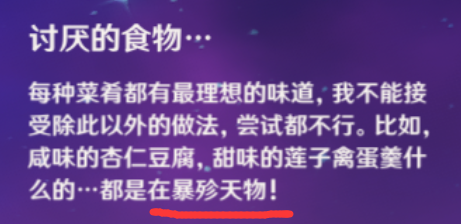 讨厌的食物…
每种菜肴都有最理想的味道，我不能接
受除此以外的做法，尝试都不行。比如，
咸味的杏仁豆腐，甜味的莲子禽蛋羹什
么的…都是在暴殄天物！